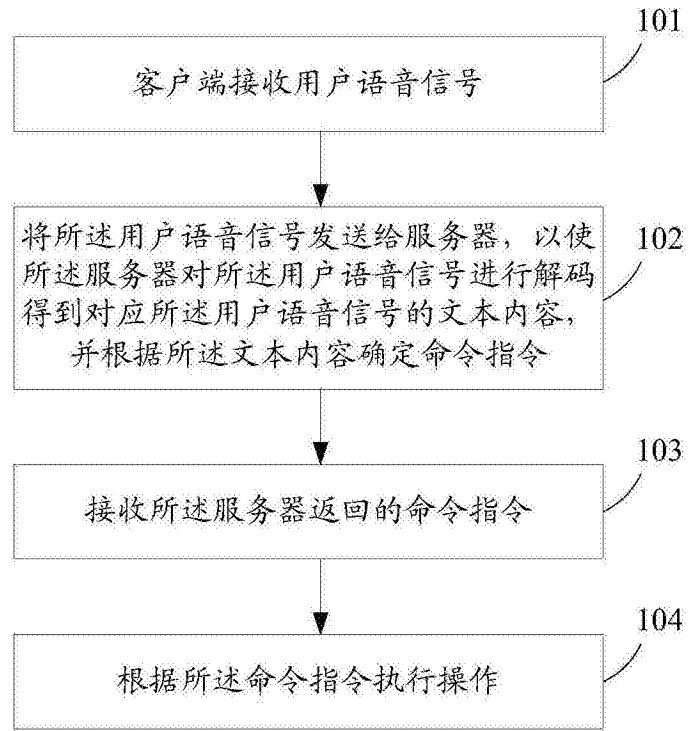 101
客户端接收用户语音信号
将所述用户语音信号发送给服务器，以使
所述服务器对所述用户语音信号进行解码
得到对应所述用户语音信号的文本内容，
并根据所述文本内容确定命令指令
102
接收所述服务器返回的命令指令
103
根据所述命令指令执行操作
104